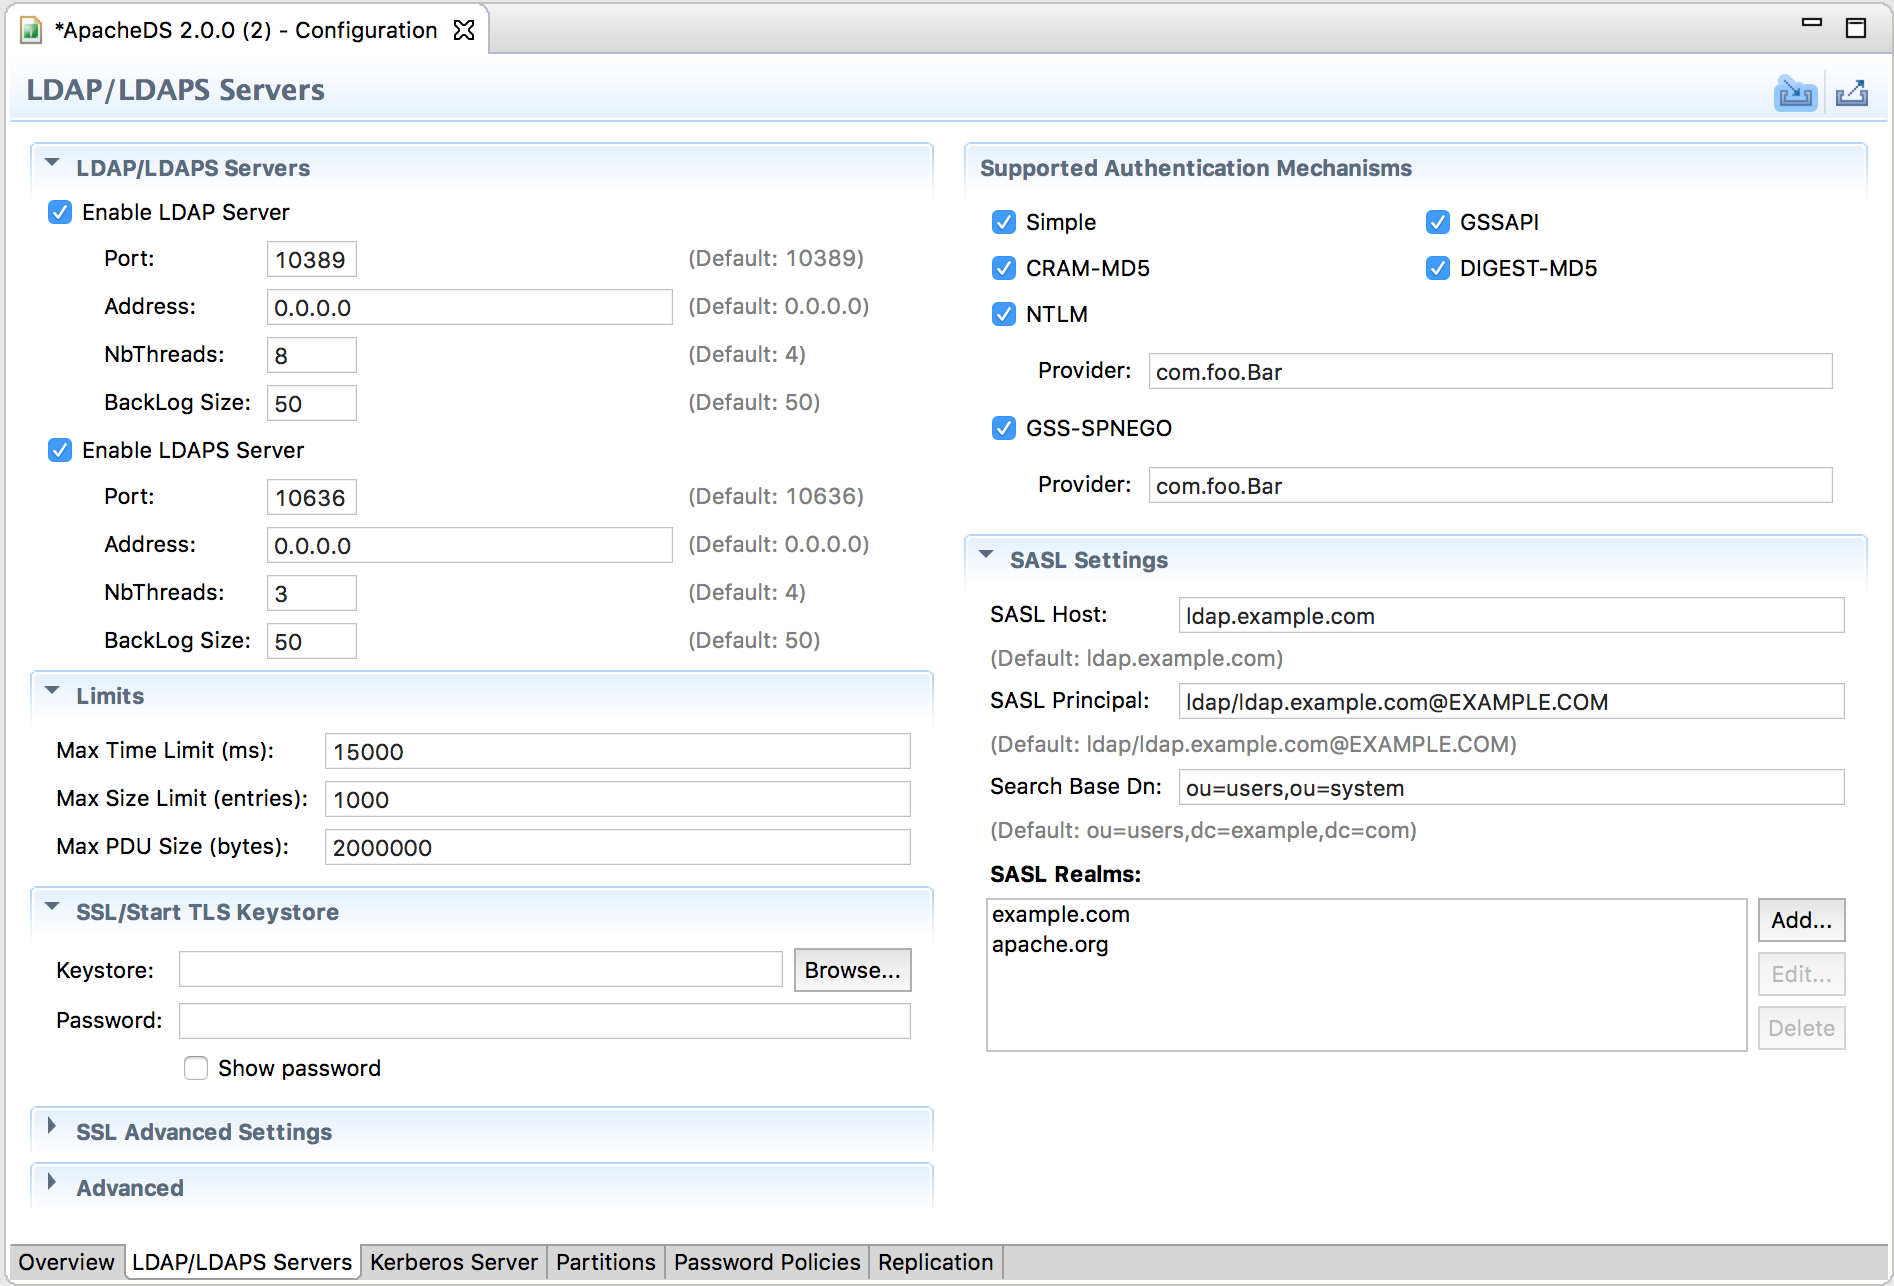 *ApacheDS 2.0.0 (2) - Configuration
LDAP/LDAPS Servers
LDAP/LDAPS Servers
Enable LDAP Server
Port: 10389 (Default: 10389)
Address: 0.0.0.0 (Default: 0.0.0.0)
NbThreads: 8 (Default: 4)
BackLog Size: 50 (Default: 50)
Enable LDAPS Server
Port: 10636 (Default: 10636)
Address: 0.0.0.0 (Default: 0.0.0.0)
NbThreads: 3 (Default: 4)
BackLog Size: 50 (Default: 50)
Limits
Max Time Limit (ms): 15000
Max Size Limit (entries): 1000
Max PDU Size (bytes): 2000000
SSL/Start TLS Keystore
Keystore: Browse...
Password:
Show password
SSL Advanced Settings
Advanced
Supported Authentication Mechanisms
Simple GSSAPI
CRAM-MD5 DIGEST-MD5
NTLM
Provider: com.foo.Bar
GSS-SPNEGO
Provider: com.foo.Bar
SASL Settings
SASL Host: ldap.example.com
(Default: ldap.example.com)
SASL Principal: ldap/ldap.example.com@EXAMPLE.COM
(Default: ldap/ldap.example.com@EXAMPLE.COM)
Search Base Dn: ou=users,ou=system
(Default: ou=users,dc=example,dc=com)
SASL Realms:
example.com
apache.org
Add...
Edit...
Delete
Overview LDAP/LDAPS Servers Kerberos Server Partitions Password Policies Replication